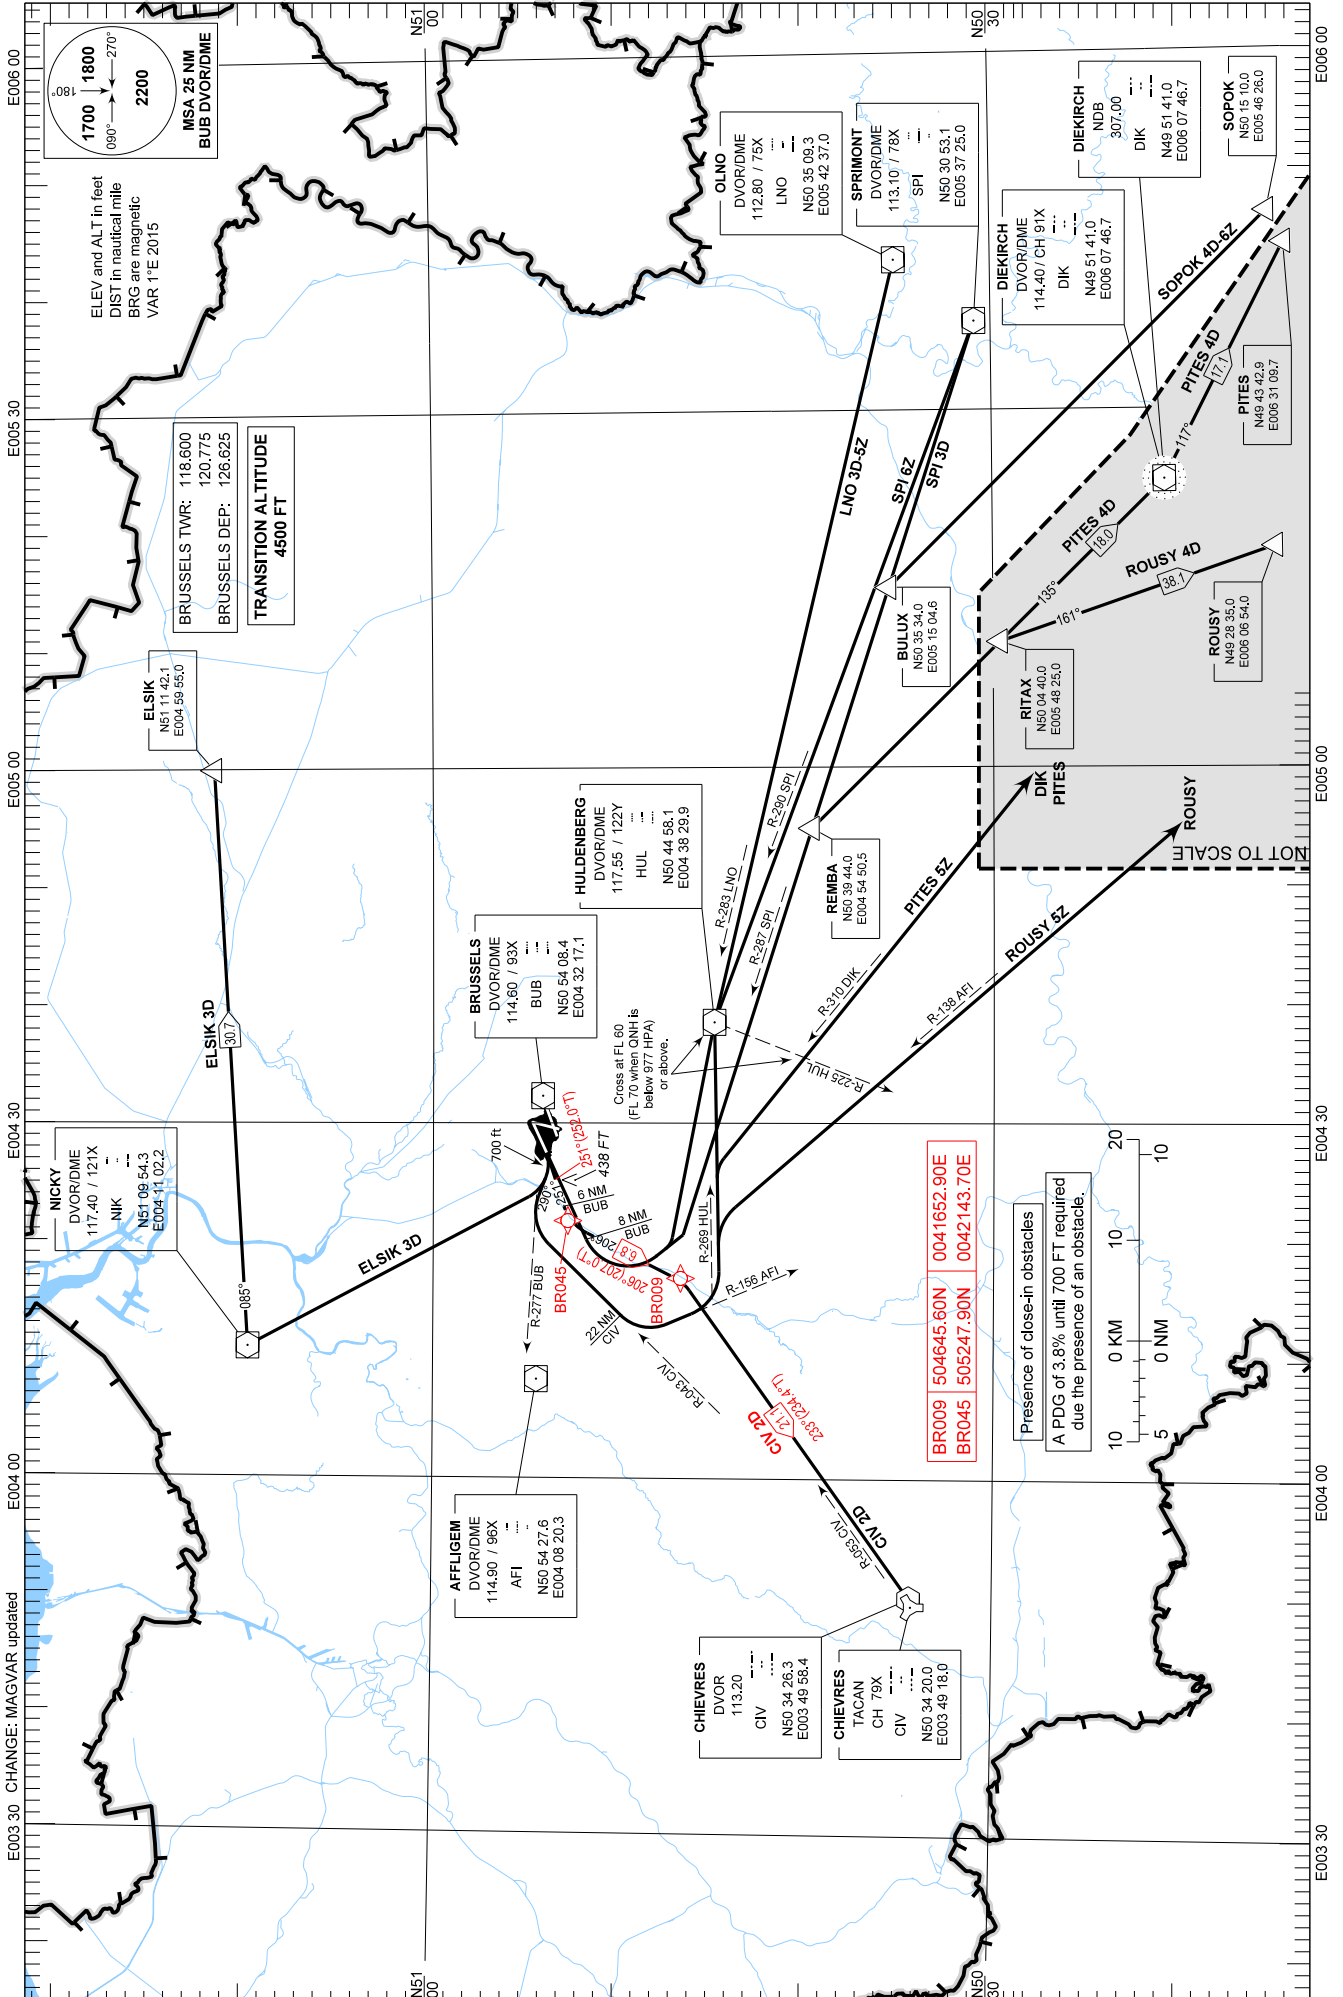 CHANGE: MAGVAR updated
E003 30
E004 00
E004 30
E005 00
E005 30
E006 00
N51
00
N51
00
N50
30
N50
30
E003 30
E004 00
E004 30
E005 00
E005 30
E006 00
180°
090°
270°
1700
1800
2200
MSA 25 NM
BUB DVOR/DME
ELEV and ALT in feet
DIST in nautical mile
BRG are magnetic
VAR 1°E 2015
BRUSSELS TWR: 118.600
120.775
BRUSSELS DEP: 126.625
TRANSITION ALTITUDE
4500 FT
NICKY
DVOR/DME
117.40 / 121X
NIK
N51 09 54.3
E004 11 02.2
ELSIK
N51 11 42.1
E004 59 55.0
ELSIK 3D
30.7
085°
ELSIK 3D
BRUSSELS
DVOR/DME
114.60 / 93X
BUB
N50 54 08.4
E004 32 17.1
HULDENBERG
DVOR/DME
117.55 / 122Y
HUL
N50 44 58.1
E004 38 29.9
AFFLIGEM
DVOR/DME
114.90 / 96X
AFI
N50 54 27.6
E004 08 20.3
OLNO
DVOR/DME
112.80 / 75X
LNO
N50 35 09.3
E005 42 37.0
SPRIMONT
DVOR/DME
113.10 / 78X
SPI
N50 30 53.1
E005 37 25.0
DIEKIRCH
DVOR/DME
114.40 / CH 91X
DIK
N49 51 41.0
E006 07 46.7
DIEKIRCH
NDB
307.00
DIK
N49 51 41.0
E006 07 46.7
SOPOK
N50 15 10.0
E005 46 26.0
PITES
N49 43 42.9
E006 31 09.7
ROUSY
N49 28 35.0
E006 06 54.0
RITAX
N50 04 40.0
E005 48 25.0
BULUX
N50 35 34.0
E005 15 04.6
REMBA
N50 39 44.0
E004 54 50.5
CHIEVRES
DVOR
113.20
CIV
N50 34 26.3
E003 49 58.4
CHIEVRES
TACAN
CH 79X
CIV
N50 34 20.0
E003 49 18.0
700 ft
290°
251°
251°(252.0°T)
438 FT
6 NM
BUB
8 NM
BUB
206°
6.8
206°(207.0°T)
BR045
BR009
R-277 BUB
22 NM
CIV
R-043 CIV
R-269 HUL
R-156 AFI
CIV 2D
21.1
233°(234.4°T)
R-053 CIV
CIV 2D
Cross at FL 60
(FL 70 when QNH is
below 977 HPA)
or above.
R-225 HUL
R-283 LNO
R-290 SPI
R-287 SPI
R-310 DIK
R-138 AFI
LNO 3D-5Z
SPI 6Z
SPI 3D
SOPOK 4D-6Z
PITES 5Z
ROUSY 5Z
DIK
PITES
ROUSY
NOT TO SCALE
135°
161°
PITES 4D
18.0
ROUSY 4D
38.1
117°
PITES 4D
17.1
BR009 504645.60N 0041652.90E
BR045 505247.90N 0042143.70E
Presence of close-in obstacles
A PDG of 3.8% until 700 FT required
due the presence of an obstacle.
10 0 KM 10 20
5 0 NM 10